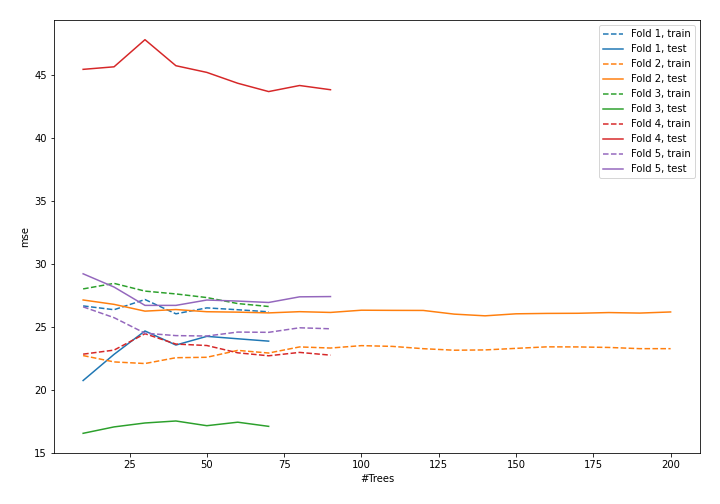 Fold 1, train
Fold 1, test
Fold 2, train
Fold 2, test
Fold 3, train
Fold 3, test
Fold 4, train
Fold 4, test
Fold 5, train
Fold 5, test
45
40
35
30
25
20
15
mse
25 50 75 100 125 150 175 200
#Trees